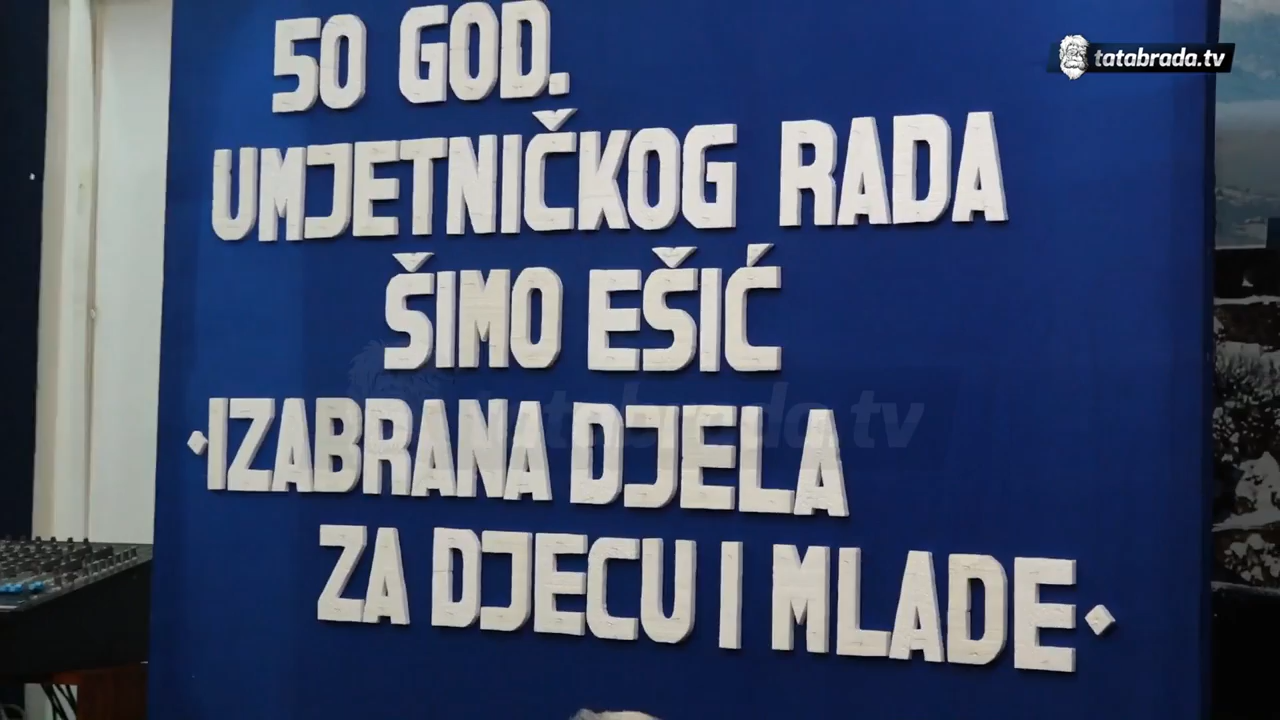 tatabrada.tv
50 GOD.
UMJETNIČKOG RADA
ŠIMO EŠIĆ
•IZABRANA DJELA
ZA DJECU I MLADE•
tatabrada.tv